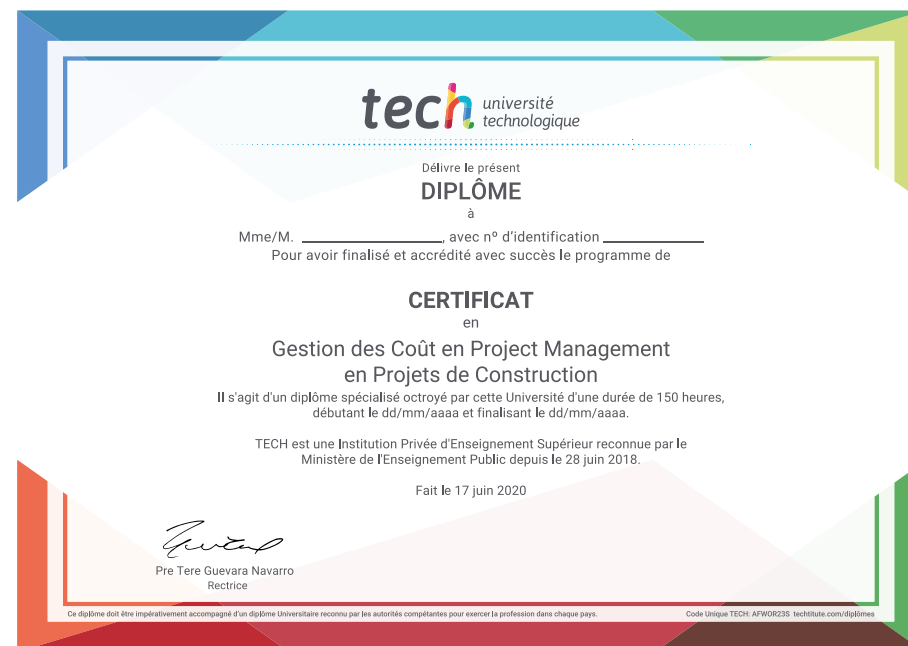 tech université
technologique
Délivre le présent
DIPLÔME
à
Mme/M. ____________, avec nº d'identification ____________
Pour avoir finalisé et accrédité avec succès le programme de
CERTIFICAT
en
Gestion des Coût en Project Management
en Projets de Construction
Il s'agit d'un diplôme spécialisé octroyé par cette Université d'une durée de 150 heures,
débutant le dd/mm/aaaa et finalisant le dd/mm/aaaa.
TECH est une Institution Privée d'Enseignement Supérieur reconnue par le
Ministère de l'Enseignement Public depuis le 28 juin 2018.
Fait le 17 juin 2020
Pre Tere Guevara Navarro
Rectrice
Ce diplôme doit être impérativement accompagné d'un diplôme Universitaire reconnu par les autorités compétantes pour exercer la profession dans chaque pays.
Code Unique TECH: AFWOR23S techtitute.com/diplômes